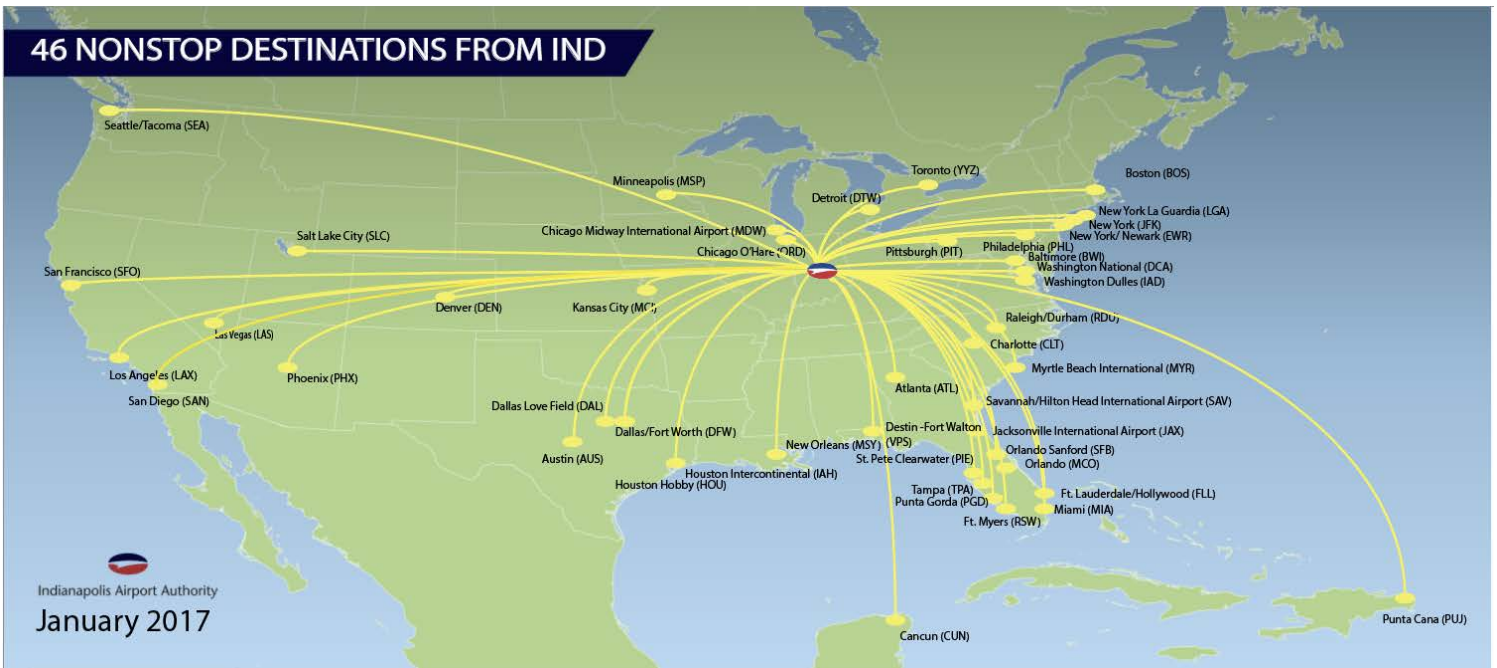 46 NONSTOP DESTINATIONS FROM IND
Seattle/Tacoma (SEA)
Minneapolis (MSP)
Toronto (YYZ)
Boston (BOS)
Detroit (DTW)
New York La Guardia (LGA)
New York (JFK)
New York/ Newark (EWR)
Chicago Midway International Airport (MDW)
Salt Lake City (SLC)
Chicago O'Hare (ORD)
Pittsburgh (PIT)
Philadelphia (PHL)
Baltimore (BWI)
Washington National (DCA)
San Francisco (SFO)
Washington Dulles (IAD)
Denver (DEN)
Kansas City (MCI)
Raleigh/Durham (RDU)
Las Vegas (LAS)
Charlotte (CLT)
Myrtle Beach International (MYR)
Los Angeles (LAX)
Phoenix (PHX)
Atlanta (ATL)
San Diego (SAN)
Savannah/Hilton Head International Airport (SAV)
Dallas Love Field (DAL)
Dallas/Fort Worth (DFW)
Destin -Fort Walton
(VPS)
Jacksonville International Airport (JAX)
New Orleans (MSY)
Orlando Sanford (SFB)
Austin (AUS)
St. Pete Clearwater (PIE)
Orlando (MCO)
Houston Intercontinental (IAH)
Houston Hobby (HOU)
Tampa (TPA)
Ft. Lauderdale/Hollywood (FLL)
Punta Gorda (PGD)
Miami (MIA)
Ft. Myers (RSW)
Indianapolis Airport Authority
January 2017
Punta Cana (PUJ)
Cancun (CUN)